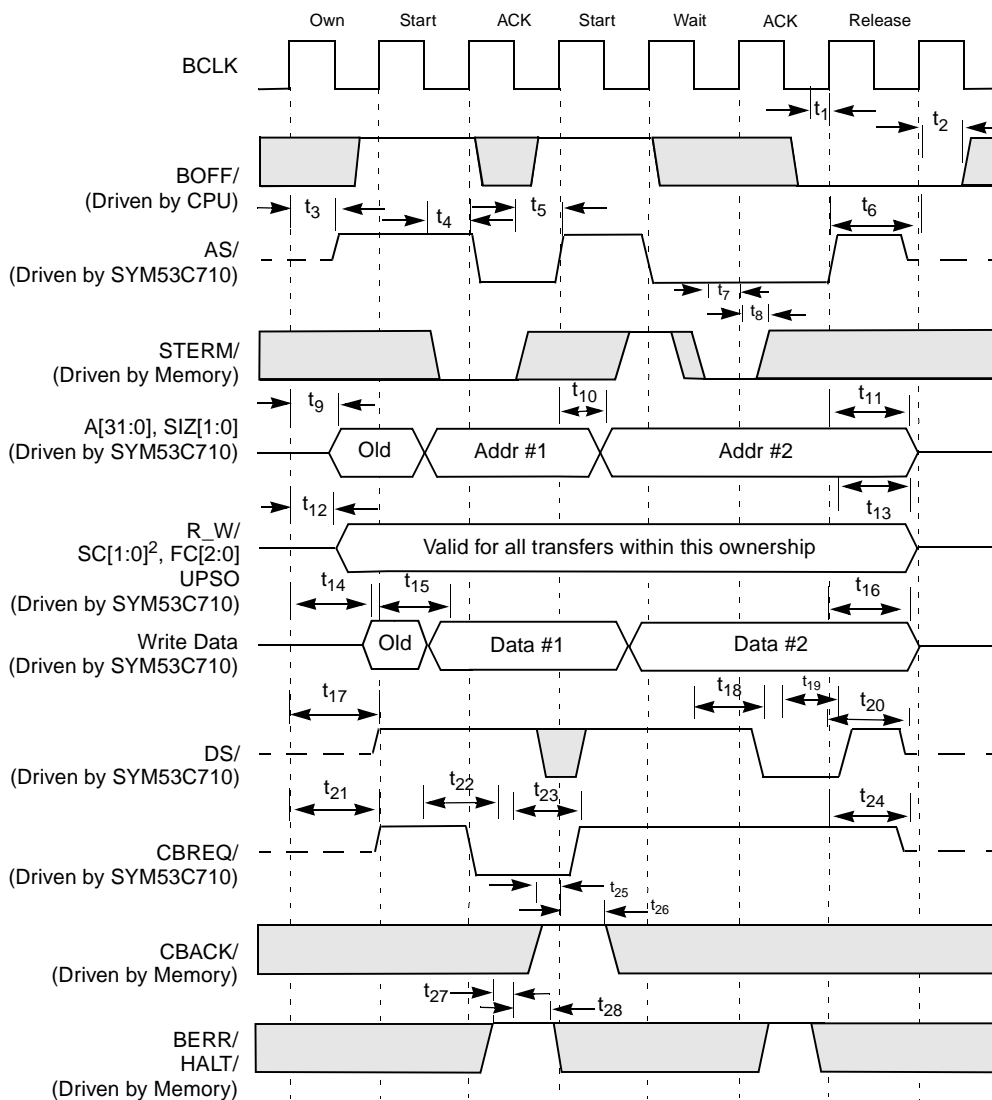 Own Start ACK Start Wait ACK Release
BCLK
t1
t2
BOFF/
(Driven by CPU)
t3 t4 t5 t6
AS/
(Driven by SYM53C710)
t7
t8
STERM/
(Driven by Memory)
t9 t10 t11
A[31:0], SIZ[1:0]
(Driven by SYM53C710)
Old Addr #1 Addr #2
t12 t13
R_W/
SC[1:0]2, FC[2:0]
UPSO
(Driven by SYM53C710)
Valid for all transfers within this ownership
t14 t15 t16
Write Data
(Driven by SYM53C710)
Old Data #1 Data #2
t17 t18 t19 t20
DS/
(Driven by SYM53C710)
t21 t22 t23 t24
CBREQ/
(Driven by SYM53C710)
t25
t26
CBACK/
(Driven by Memory)
t27
t28
BERR/
HALT/
(Driven by Memory)